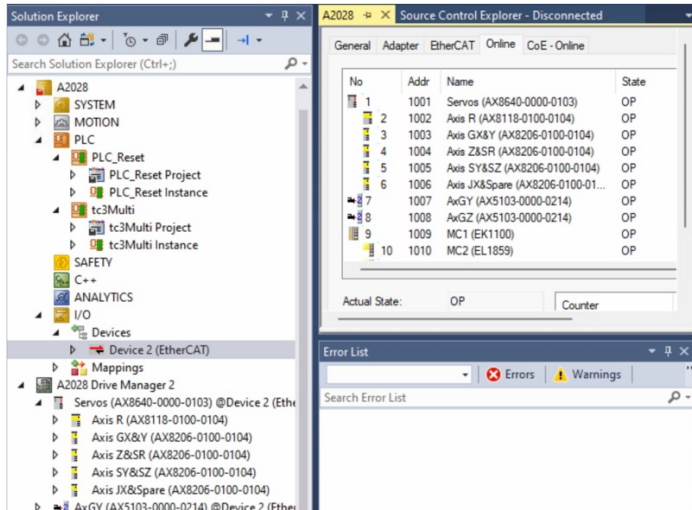 Solution Explorer
Search Solution Explorer (Ctrl+;)
A2028
SYSTEM
MOTION
PLC
PLC_Reset
PLC_Reset Project
PLC_Reset Instance
tc3Multi
tc3Multi Project
tc3Multi Instance
SAFETY
C++
ANALYTICS
I/O
Devices
Device 2 (EtherCAT)
Mappings
A2028 Drive Manager 2
Servos (AX8640-0000-0103) @Device 2 (Ethe
Axis R (AX8118-0100-0104)
Axis GX&Y (AX8206-0100-0104)
Axis Z&SR (AX8206-0100-0104)
Axis SY&SZ (AX8206-0100-0104)
Axis JX&Spare (AX8206-0100-0104)
AxGY (AX5103-0000-0214) @Device 2 (Ether
A2028 Source Control Explorer - Disconnected
General Adapter EtherCAT Online CoE - Online
No Addr Name State
1 1001 Servos (AX8640-0000-0103) OP
2 1002 Axis R (AX8118-0100-0104) OP
3 1003 Axis GX&Y (AX8206-0100-0104) OP
4 1004 Axis Z&SR (AX8206-0100-0104) OP
5 1005 Axis SY&SZ (AX8206-0100-0104) OP
6 1006 Axis JX&Spare (AX8206-0100-01... OP
7 1007 AxGY (AX5103-0000-0214) OP
8 1008 AxGZ (AX5103-0000-0214) OP
9 1009 MC1 (EK1100) OP
10 1010 MC2 (EL1859) OP
Actual State: OP Counter
Error List
Errors Warnings
Search Error List